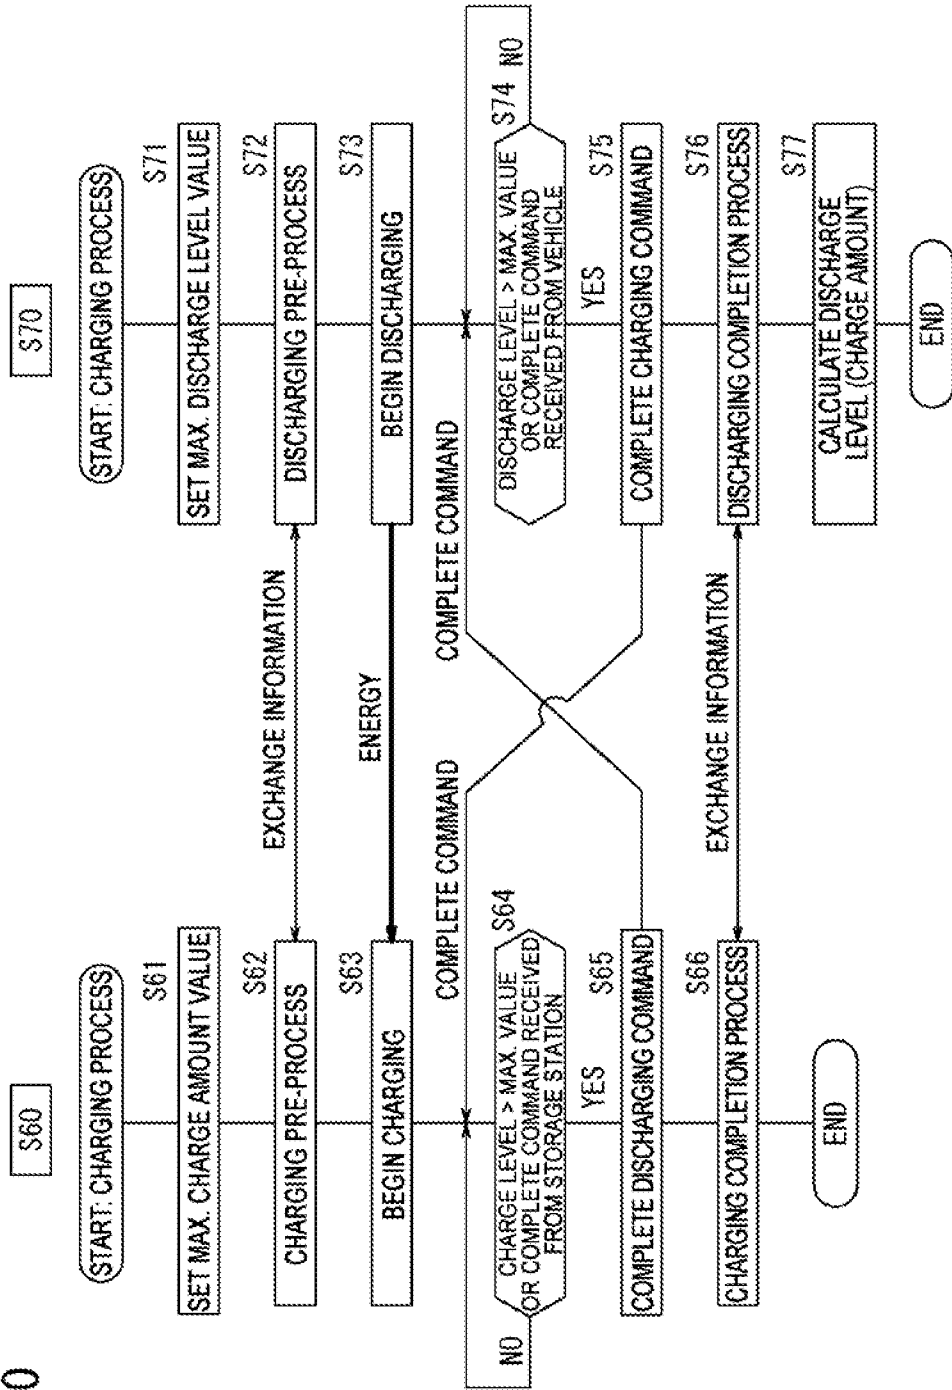 0
S60
START: CHARGING PROCESS
S61
SET MAX. CHARGE AMOUNT VALUE
S62
CHARGING PRE-PROCESS
S63
BEGIN CHARGING
S64
CHARGE LEVEL > MAX. VALUE
OR COMPLETE COMMAND RECEIVED
FROM STORAGE STATION
NO
YES
S65
COMPLETE DISCHARGING COMMAND
S66
CHARGING COMPLETION PROCESS
END
EXCHANGE INFORMATION
ENERGY
COMPLETE COMMAND
COMPLETE COMMAND
EXCHANGE INFORMATION
S70
START: CHARGING PROCESS
S71
SET MAX. DISCHARGE LEVEL VALUE
S72
DISCHARGING PRE-PROCESS
S73
BEGIN DISCHARGING
S74
NO
DISCHARGE LEVEL > MAX. VALUE
OR COMPLETE COMMAND
RECEIVED FROM VEHICLE
YES
S75
COMPLETE CHARGING COMMAND
S76
DISCHARGING COMPLETION PROCESS
S77
CALCULATE DISCHARGE
LEVEL (CHARGE AMOUNT)
END